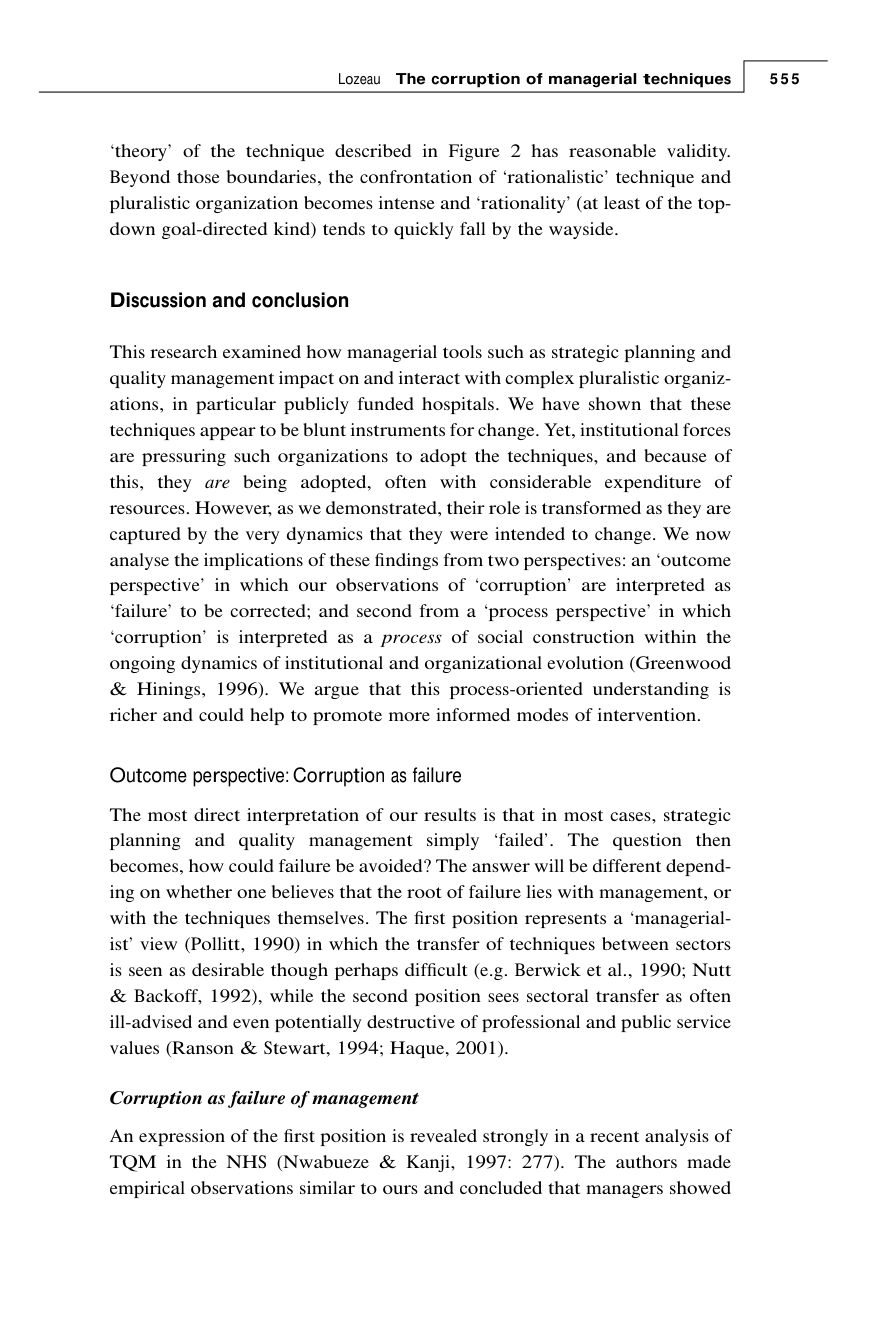 Lozeau The corruption of managerial techniques 555
‘theory’ of the technique described in Figure 2 has reasonable validity.
Beyond those boundaries, the confrontation of ‘rationalistic’ technique and
pluralistic organization becomes intense and ‘rationality’ (at least of the top-
down goal-directed kind) tends to quickly fall by the wayside.
Discussion and conclusion
This research examined how managerial tools such as strategic planning and
quality management impact on and interact with complex pluralistic organiz-
ations, in particular publicly funded hospitals. We have shown that these
techniques appear to be blunt instruments for change. Yet, institutional forces
are pressuring such organizations to adopt the techniques, and because of
this, they are being adopted, often with considerable expenditure of
resources. However, as we demonstrated, their role is transformed as they are
captured by the very dynamics that they were intended to change. We now
analyse the implications of these findings from two perspectives: an ‘outcome
perspective’ in which our observations of ‘corruption’ are interpreted as
‘failure’ to be corrected; and second from a ‘process perspective’ in which
‘corruption’ is interpreted as a process of social construction within the
ongoing dynamics of institutional and organizational evolution (Greenwood
& Hinings, 1996). We argue that this process-oriented understanding is
richer and could help to promote more informed modes of intervention.
Outcome perspective: Corruption as failure
The most direct interpretation of our results is that in most cases, strategic
planning and quality management simply ‘failed’. The question then
becomes, how could failure be avoided? The answer will be different depend-
ing on whether one believes that the root of failure lies with management, or
with the techniques themselves. The first position represents a ‘managerial-
ist’ view (Pollitt, 1990) in which the transfer of techniques between sectors
is seen as desirable though perhaps difficult (e.g. Berwick et al., 1990; Nutt
& Backoff, 1992), while the second position sees sectoral transfer as often
ill-advised and even potentially destructive of professional and public service
values (Ranson & Stewart, 1994; Haque, 2001).
Corruption as failure of management
An expression of the first position is revealed strongly in a recent analysis of
TQM in the NHS (Nwabueze & Kanji, 1997: 277). The authors made
empirical observations similar to ours and concluded that managers showed